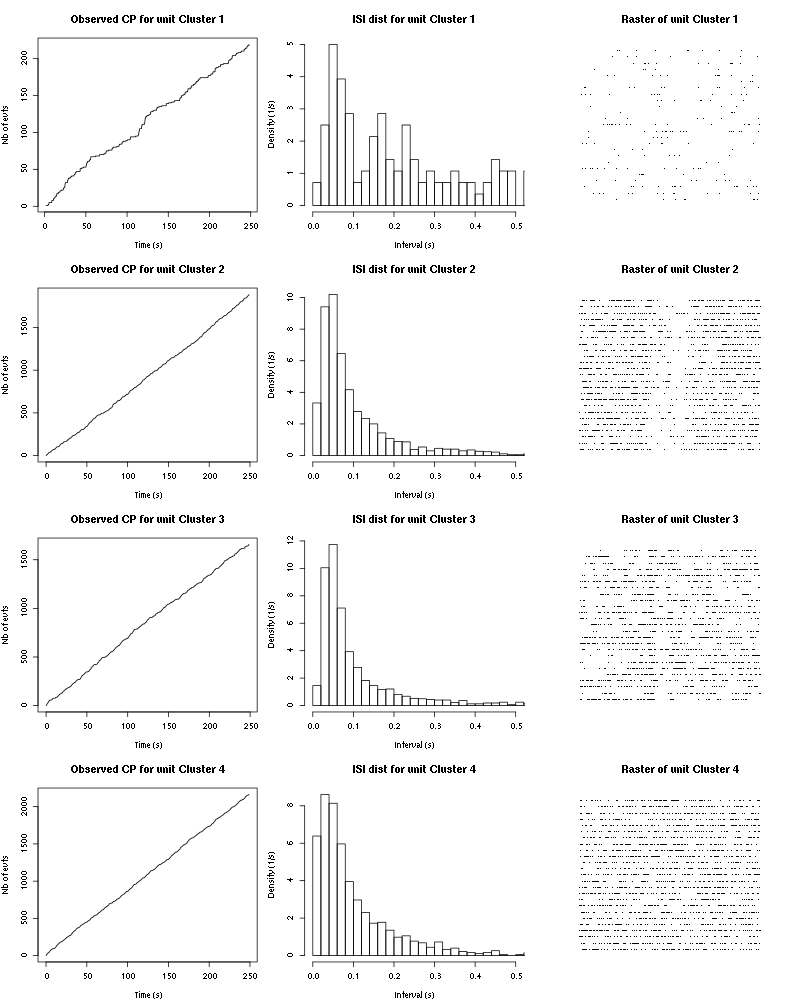 Observed CP for unit Cluster 1
ISI dist for unit Cluster 1
Raster of unit Cluster 1
Nb of evts
0 50 100 150 200
0 50 100 150 200 250
Time (s)
Density (1/s)
0 1 2 3 4 5
0.0 0.1 0.2 0.3 0.4 0.5
Interval (s)
Observed CP for unit Cluster 2
ISI dist for unit Cluster 2
Raster of unit Cluster 2
Nb of evts
0 500 1000 1500
0 50 100 150 200 250
Time (s)
Density (1/s)
0 2 4 6 8 10
0.0 0.1 0.2 0.3 0.4 0.5
Interval (s)
Observed CP for unit Cluster 3
ISI dist for unit Cluster 3
Raster of unit Cluster 3
Nb of evts
0 500 1000 1500
0 50 100 150 200 250
Time (s)
Density (1/s)
0 2 4 6 8 10 12
0.0 0.1 0.2 0.3 0.4 0.5
Interval (s)
Observed CP for unit Cluster 4
ISI dist for unit Cluster 4
Raster of unit Cluster 4
Nb of evts
0 500 1000 1500 2000
0 50 100 150 200 250
Time (s)
Density (1/s)
0 2 4 6 8
0.0 0.1 0.2 0.3 0.4 0.5
Interval (s)